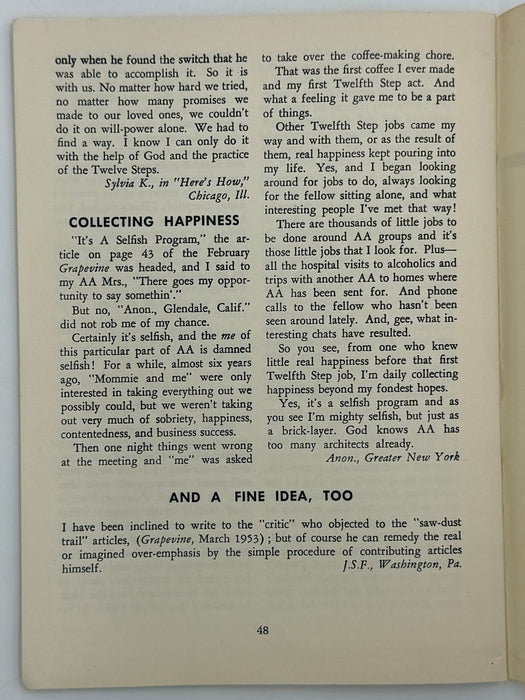 only when he found the switch that he
was able to accomplish it. So it is
with us. No matter how hard we tried,
no matter how many promises we
made to our loved ones, we couldn't
do it on will-power alone. We had to
find a way. I know I can only do it
with the help of God and the practice
of the Twelve Steps.
Sylvia K., in "Here's How,"
Chicago, Ill.
COLLECTING HAPPINESS
"It's A Selfish Program," the ar-
ticle on page 43 of the February
Grapevine was headed, and I said to
my AA Mrs., "There goes my oppor-
tunity to say somethin'."
But no, "Anon., Glendale, Calif."
did not rob me of my chance.
Certainly it's selfish, and the me of
this particular part of AA is damned
selfish! For a while, almost six years
ago, "Mommie and me" were only
interested in taking everything out we
possibly could, but we weren't taking
out very much of sobriety, happiness,
contentedness, and business success.
Then one night things went wrong
at the meeting and "me" was asked
to take over the coffee-making chore.
That was the first coffee I ever made
and my first Twelfth Step act. And
what a feeling it gave me to be a part
of things.
Other Twelfth Step jobs came my
way and with them, or as the result of
them, real happiness kept pouring into
my life. Yes, and I began looking
around for jobs to do, always looking
for the fellow sitting alone, and what
interesting people I've met that way!
There are thousands of little jobs to
be done around AA groups and it's
those little jobs that I look for. Plus—
all the hospital visits to alcoholics and
trips with another AA to homes where
AA has been sent for. And phone
calls to the fellow who hasn't been
seen around lately. And, gee, what in-
teresting chats have resulted.
So you see, from one who knew
little real happiness before that first
Twelfth Step job, I'm daily collecting
happiness beyond my fondest hopes.
Yes, it's a selfish program and as
you see I'm mighty selfish, but just as
a brick-layer. God knows AA has
too many architects already.
Anon., Greater New York
AND A FINE IDEA, TOO
I have been inclined to write to the "critic" who objected to the "saw-dust
trail" articles, (Grapevine, March 1953) ; but of course he can remedy the real
or imagined over-emphasis by the simple procedure of contributing articles
himself. J.S.F., Washington, Pa.
48